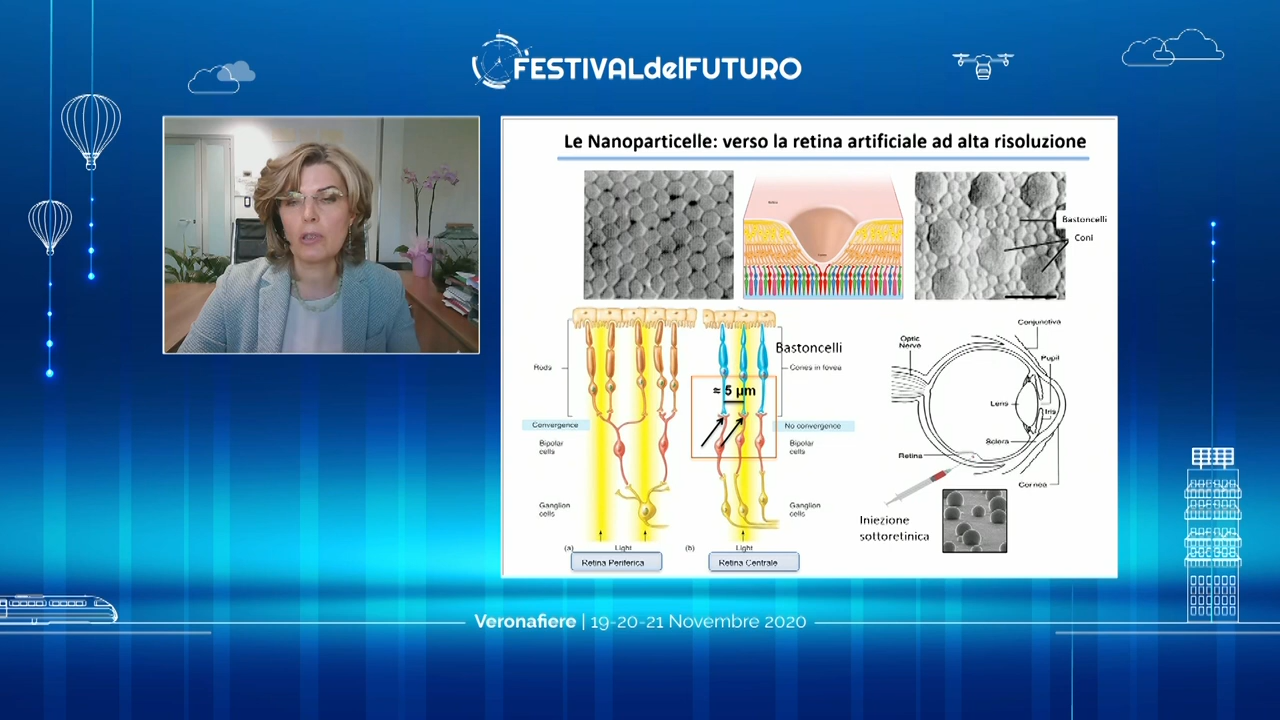 FESTIVALdelFUTURO
Le Nanoparticelle: verso la retina artificiale ad alta risoluzione
Bastoncelli
Coni
Rods
Convergence
Bipolar
cells
Ganglion
cells
(a)
Light
Retina Periferica
Bastoncelli
Cones in fovea
≈ 5 µm
No convergence
Bipolar
cells
Ganglion
cells
(b)
Light
Retina Centrale
Conjunctiva
Optic
Nerve
Pupil
Lens
Iris
Sclera
Retina
Cornea
Iniezione
sottoretinica
Veronafiere | 19-20-21 Novembre 2020